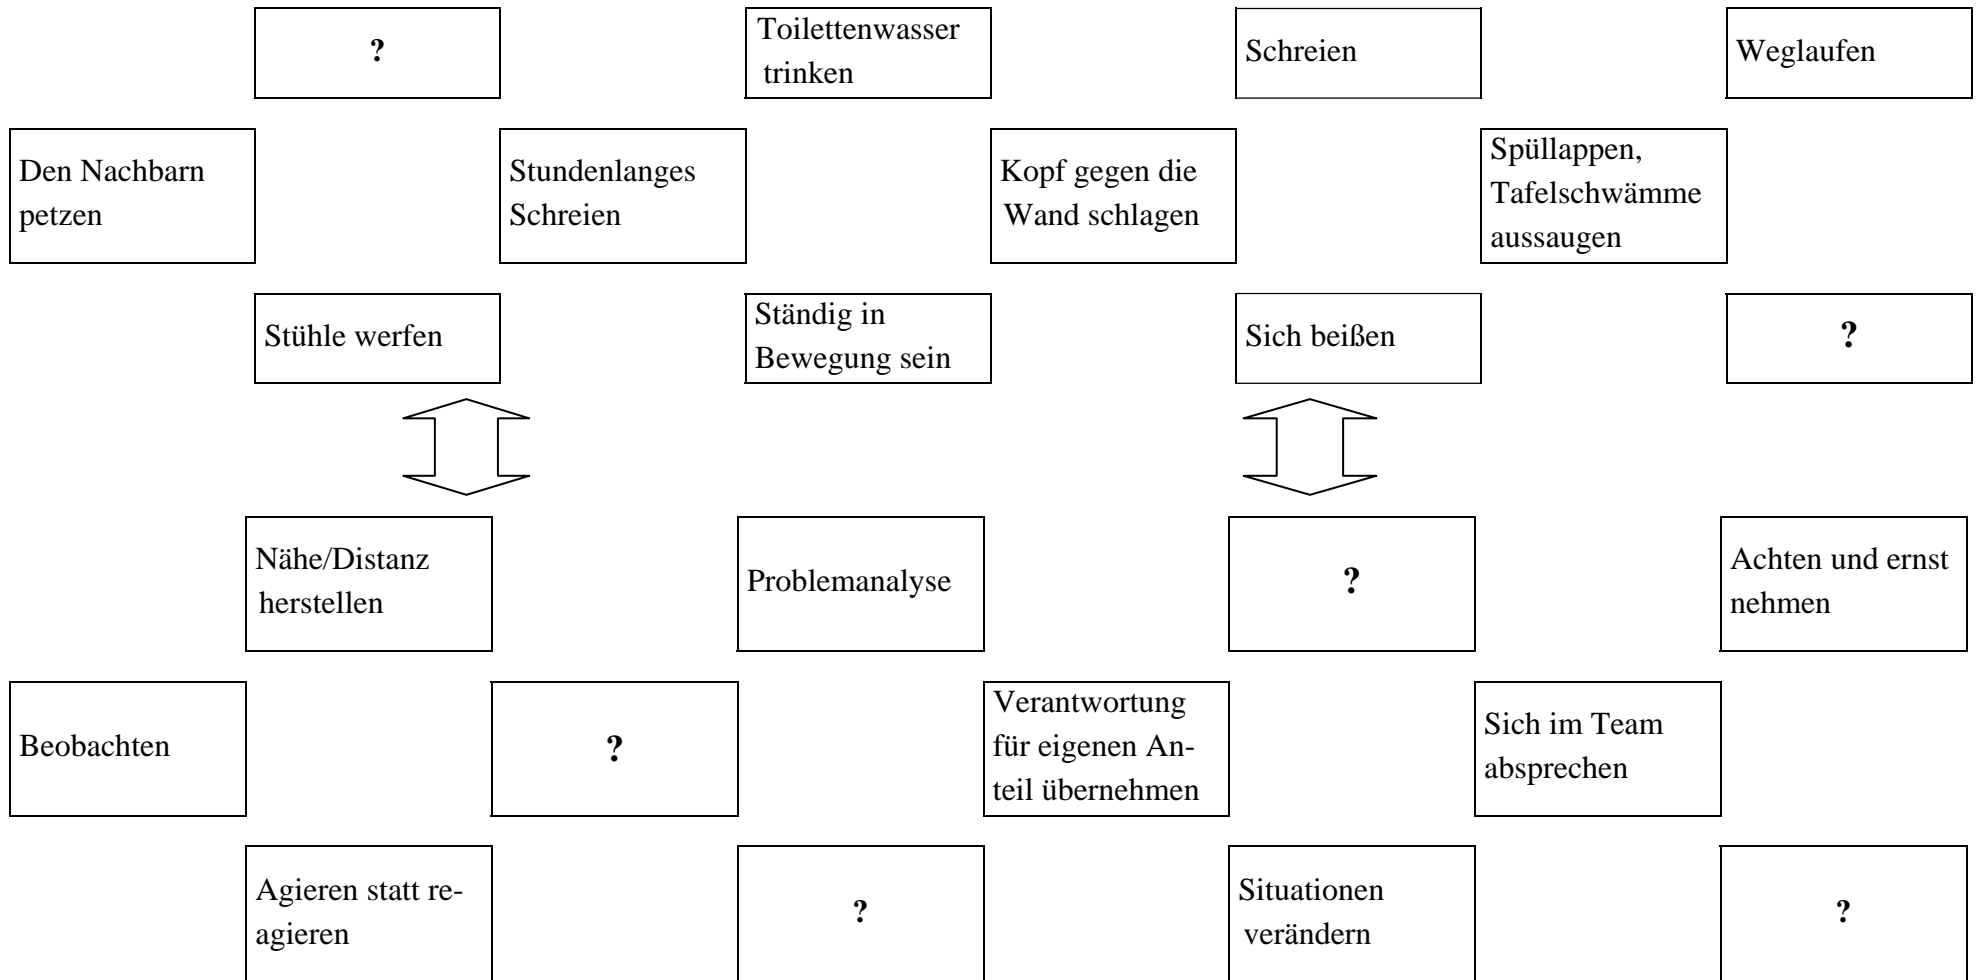 ?
Toilettenwasser
trinken
Schreien
Weglaufen
Den Nachbarn
petzen
Stundenlanges
Schreien
Kopf gegen die
Wand schlagen
Spüllappen,
Tafelschwämme
aussaugen
Stühle werfen
Ständig in
Bewegung sein
Sich beißen
?
Nähe/Distanz
herstellen
Problemanalyse
?
Achten und ernst
nehmen
Beobachten
?
Verantwortung
für eigenen An-
teil übernehmen
Sich im Team
absprechen
Agieren statt re-
agieren
?
Situationen
verändern
?